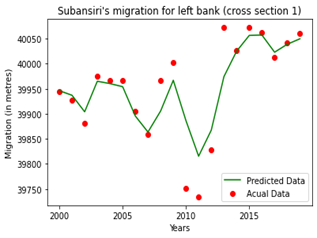 Subansiri's migration for left bank (cross section 1)
Migration (in metres)
40050
40000
39950
39900
39850
39800
39750
2000
2005
2010
2015
Years
Predicted Data
Acual Data